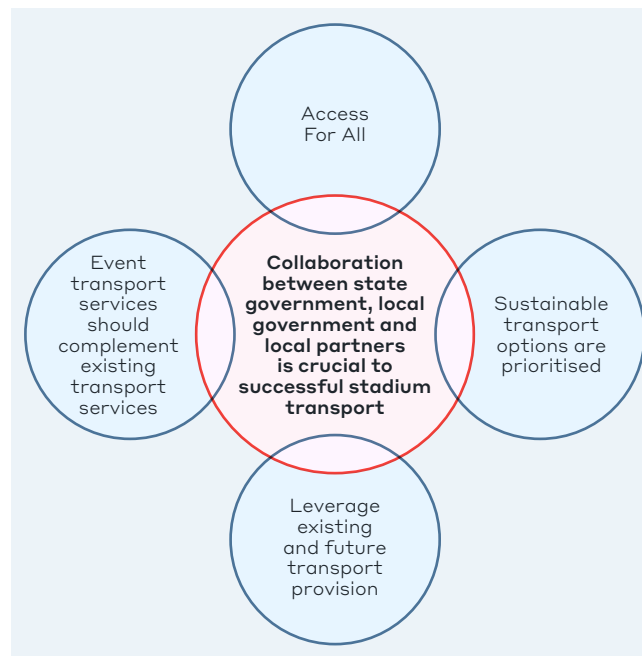 Access
For All
Event
transport
services
should
complement
existing
transport
services
Collaboration
between state
government, local
government and
local partners
is crucial to
successful stadium
transport
Sustainable
transport
options are
prioritised
Leverage
existing
and future
transport
provision